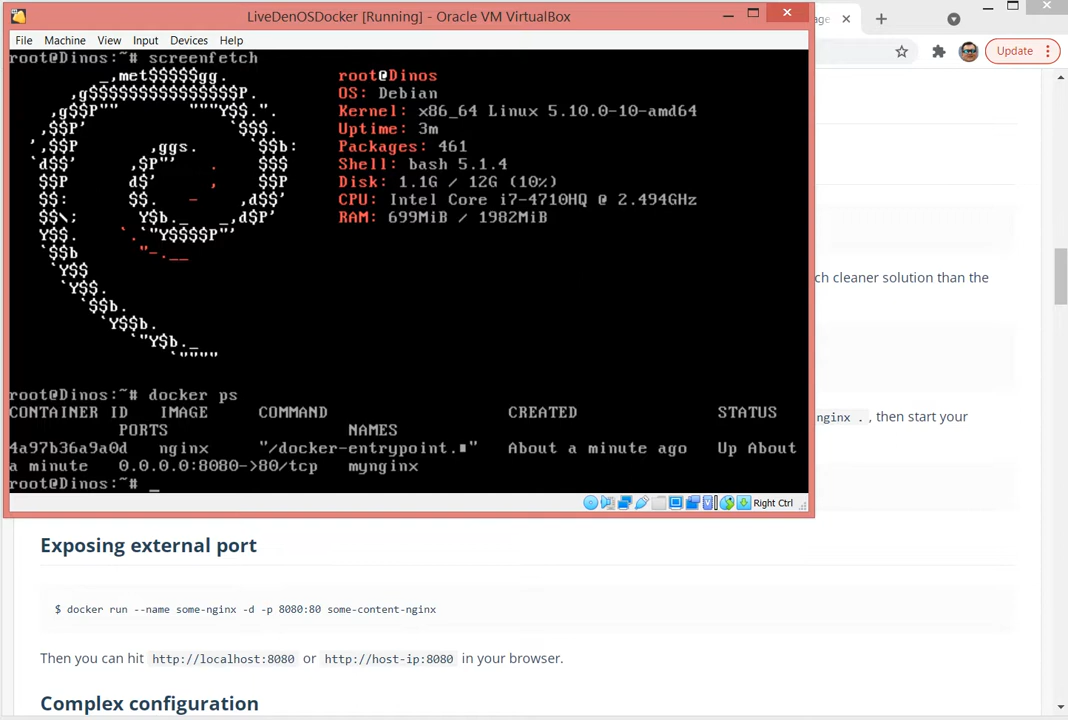 LiveDenOSDocker [Running] - Oracle VM VirtualBox
File Machine View Input Devices Help
root@Dinos:~# screenfetch
root@Dinos
OS: Debian
Kernel: x86_64 Linux 5.10.0-10-amd64
Uptime: 3m
Packages: 461
Shell: bash 5.1.4
Disk: 1.1G / 12G (10%)
CPU: Intel Core i7-4710HQ @ 2.494GHz
RAM: 699MiB / 1982MiB
root@Dinos:~# docker ps
CONTAINER ID IMAGE COMMAND CREATED STATUS
PORTS NAMES
4a97b36a9a0d nginx "/docker-entrypoint.■" About a minute ago Up About
a minute 0.0.0.0:8080->80/tcp mynginx
root@Dinos:~# _
Right Ctrl
Update
ch cleaner solution than the
nginx . , then start your
Exposing external port
$ docker run --name some-nginx -d -p 8080:80 some-content-nginx
Then you can hit http://localhost:8080 or http://host-ip:8080 in your browser.
Complex configuration